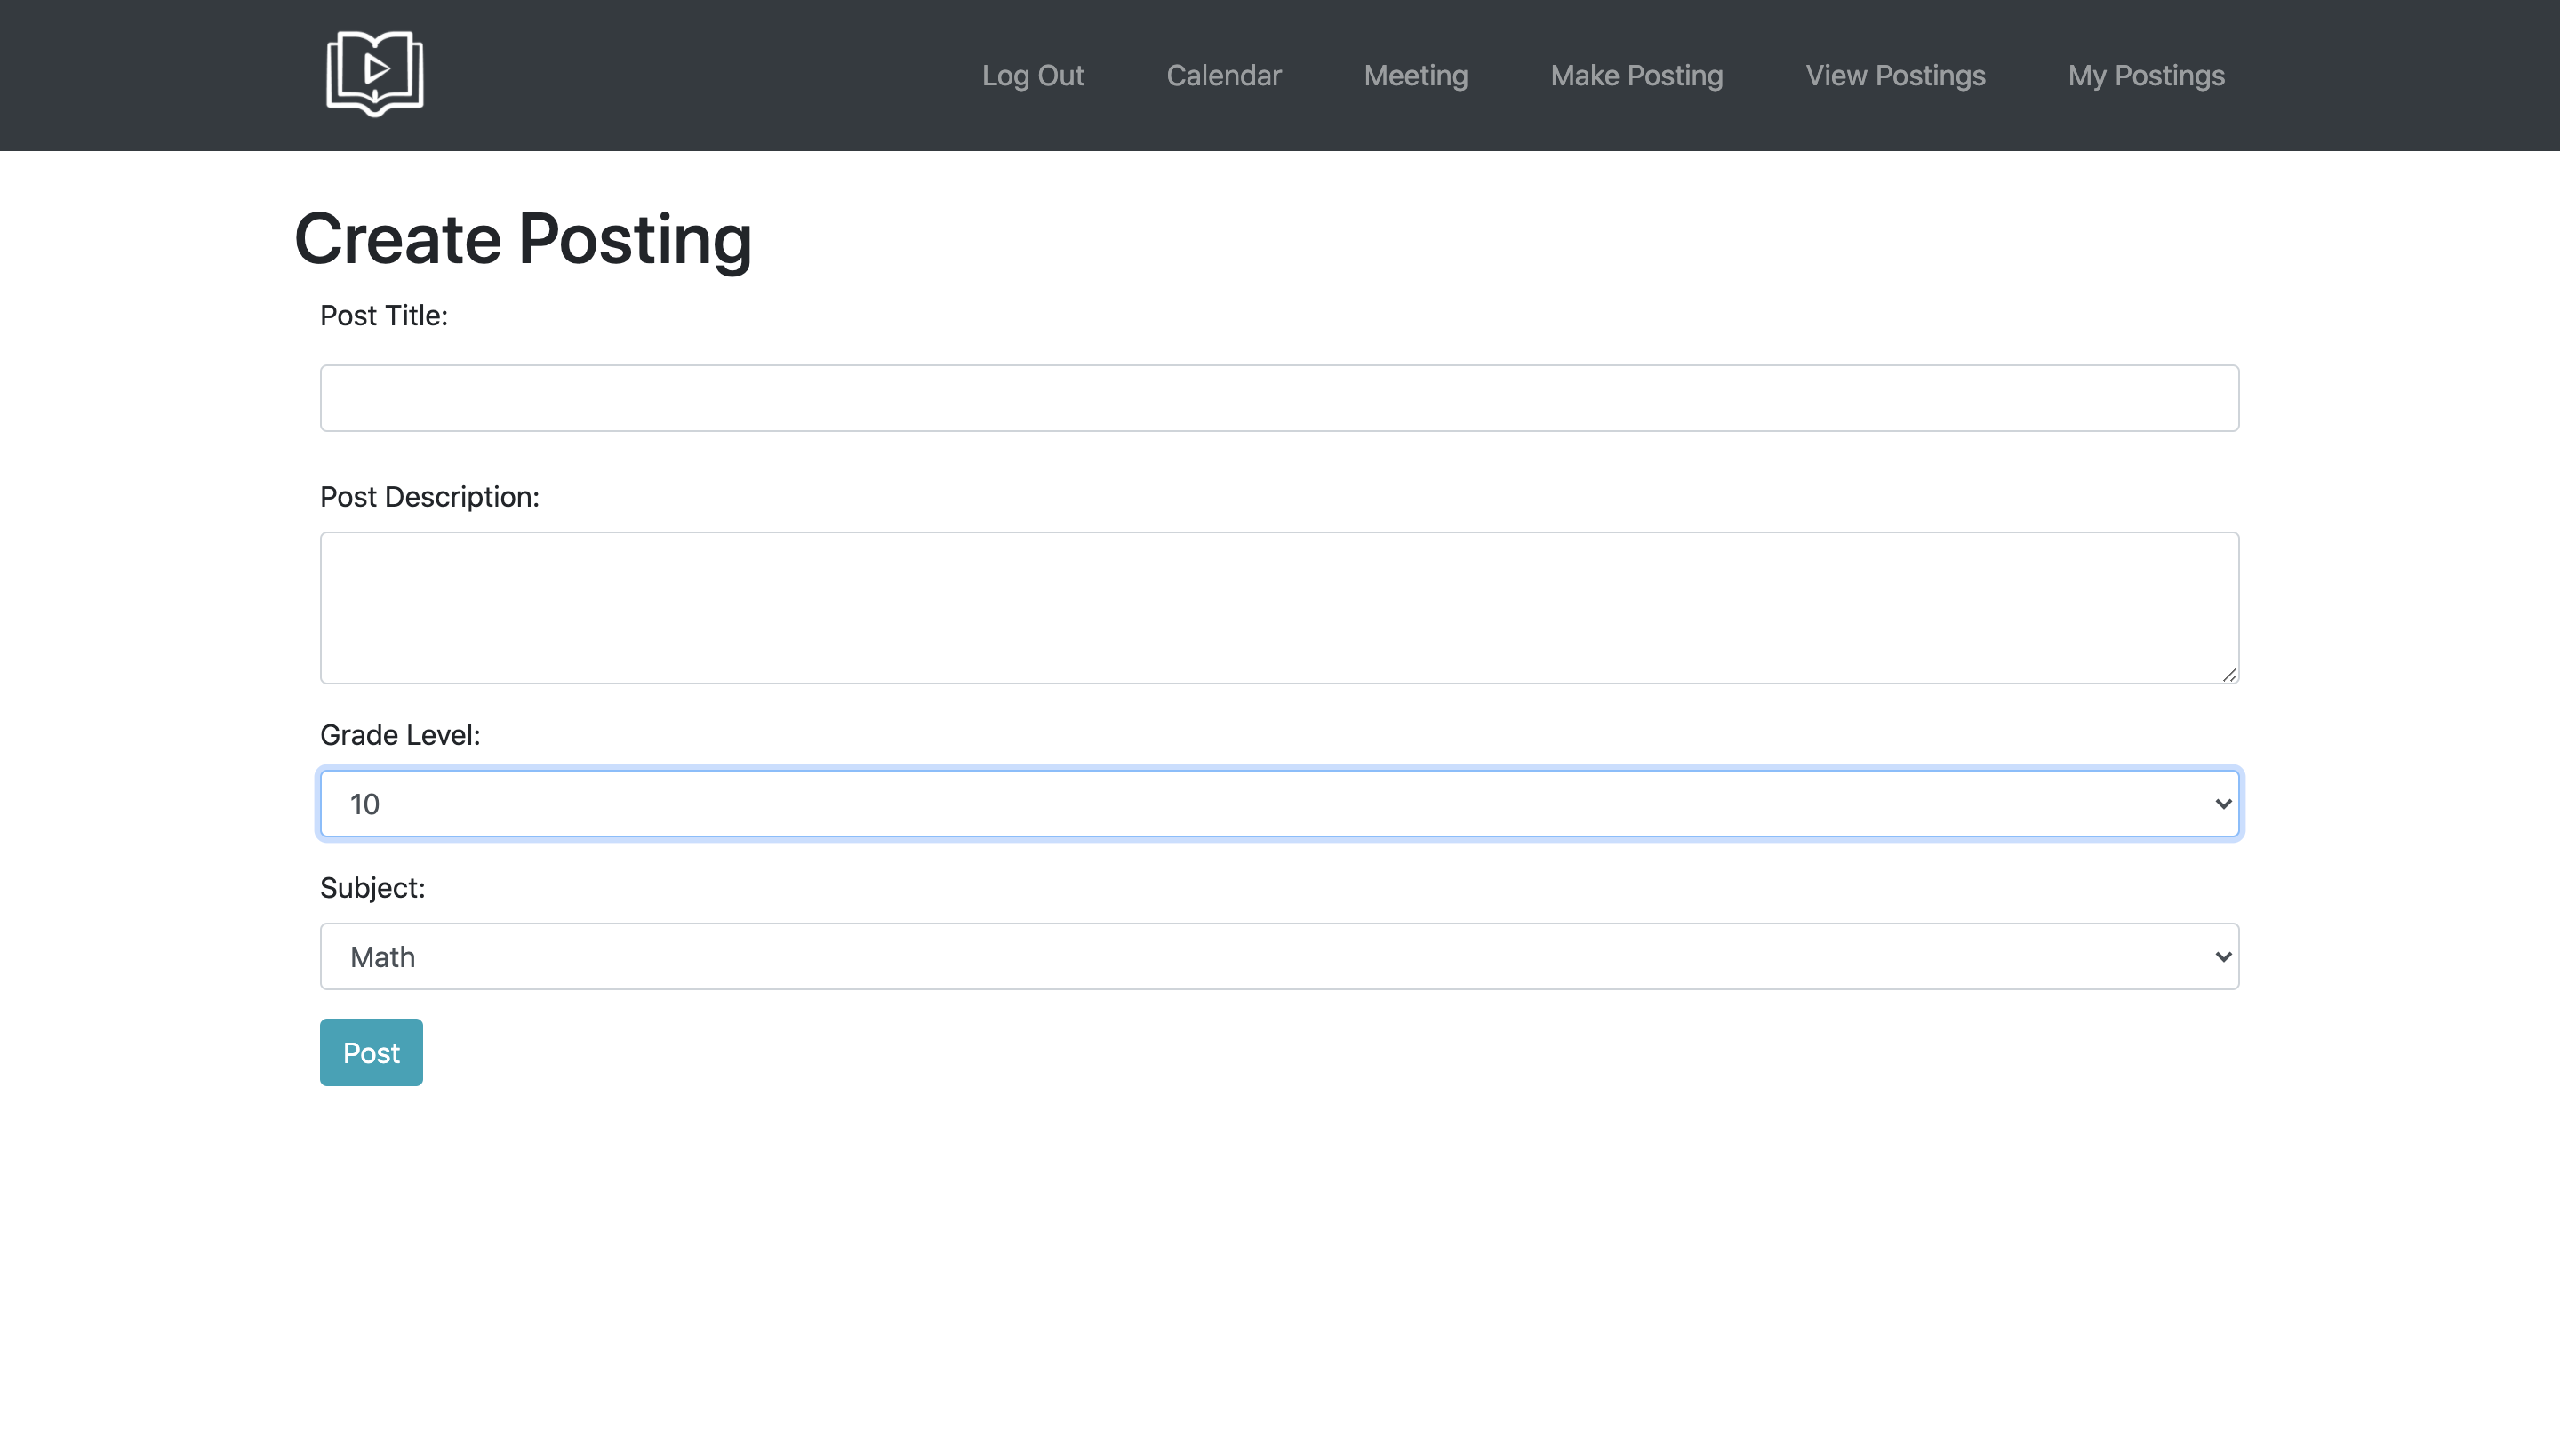 Log Out Calendar Meeting Make Posting View Postings My Postings
Create Posting
Post Title:
Post Description:
Grade Level:
10
Subject:
Math
Post